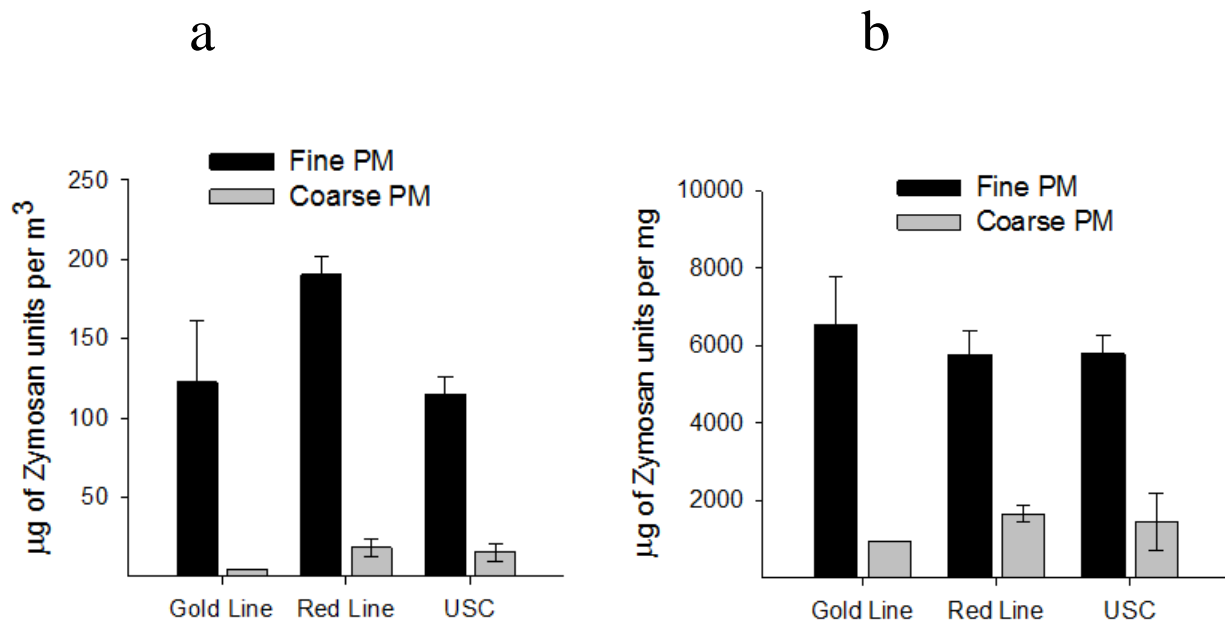 a
Fine PM
Coarse PM
µg of Zymosan units per m³
250
200
150
100
50
Gold Line Red Line USC
b
Fine PM
Coarse PM
µg of Zymosan units per mg
10000
8000
6000
4000
2000
Gold Line Red Line USC